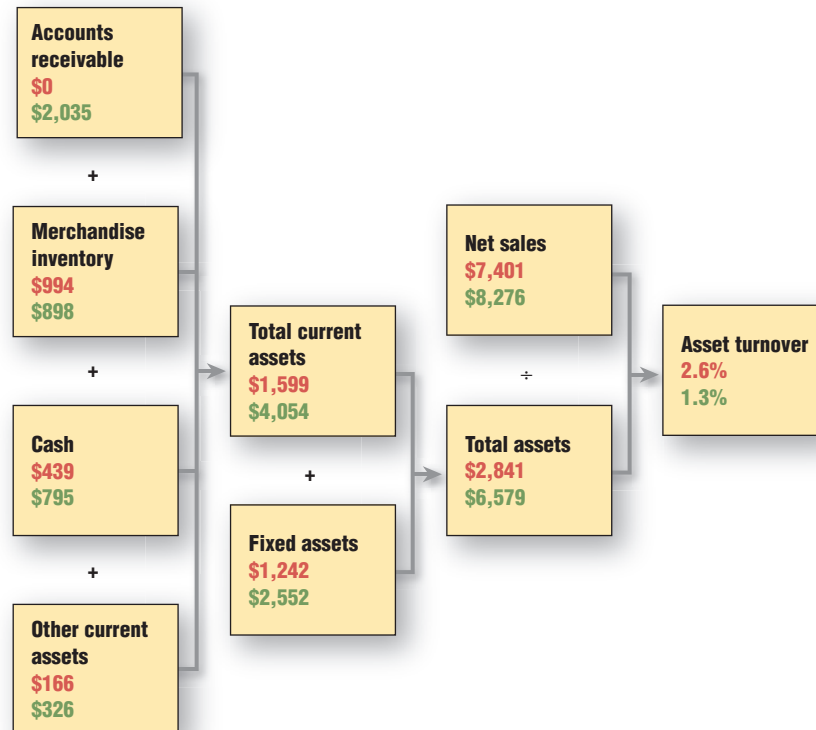 Accounts
receivable
$0
$2,035
+
Merchandise
inventory
$994
$898
+
Cash
$439
$795
+
Other current
assets
$166
$326
Total current
assets
$1,599
$4,054
+
Fixed assets
$1,242
$2,552
Net sales
$7,401
$8,276
÷
Total assets
$2,841
$6,579
Asset turnover
2.6%
1.3%